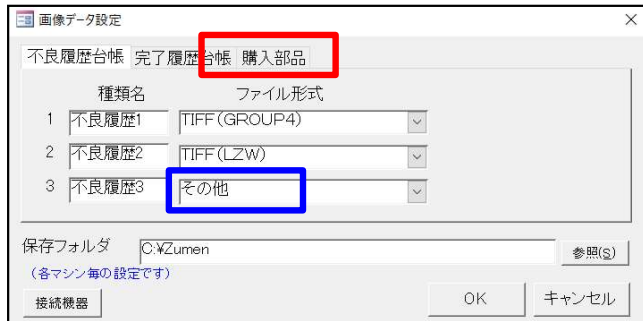 画像データ設定
不良履歴台帳 完了履歴台帳 購入部品
種類名 ファイル形式
1 不良履歴1 TIFF(GROUP4)
2 不良履歴2 TIFF(LZW)
3 不良履歴3 その他
保存フォルダ C:¥Zumen 参照(S)
(各マシン毎の設定です)
接続機器 OK キャンセル